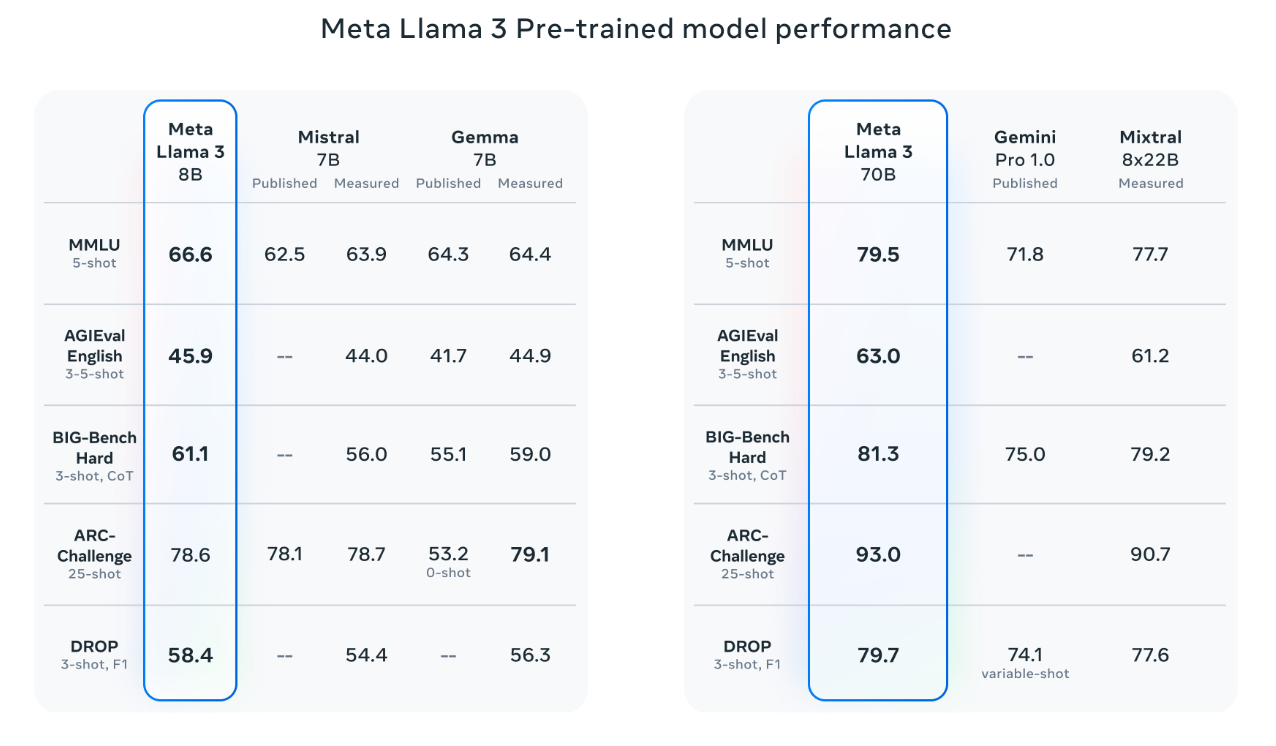 Meta Llama 3 Pre-trained model performance
Meta
Llama 3
8B
Mistral
7B
Published Measured
Gemma
7B
Published Measured
MMLU
5-shot
66.6 62.5 63.9 64.3 64.4
AGIEval
English
3-5-shot
45.9 -- 44.0 41.7 44.9
BIG-Bench
Hard
3-shot, CoT
61.1 -- 56.0 55.1 59.0
ARC-
Challenge
25-shot
78.6 78.1 78.7 53.2 79.1
0-shot
DROP
3-shot, F1
58.4 -- 54.4 -- 56.3
Meta
Llama 3
70B
Gemini
Pro 1.0
Published
Mixtral
8x22B
Measured
MMLU
5-shot
79.5 71.8 77.7
AGIEval
English
3-5-shot
63.0 -- 61.2
BIG-Bench
Hard
3-shot, CoT
81.3 75.0 79.2
ARC-
Challenge
25-shot
93.0 -- 90.7
DROP
3-shot, F1
79.7 74.1 77.6
variable-shot